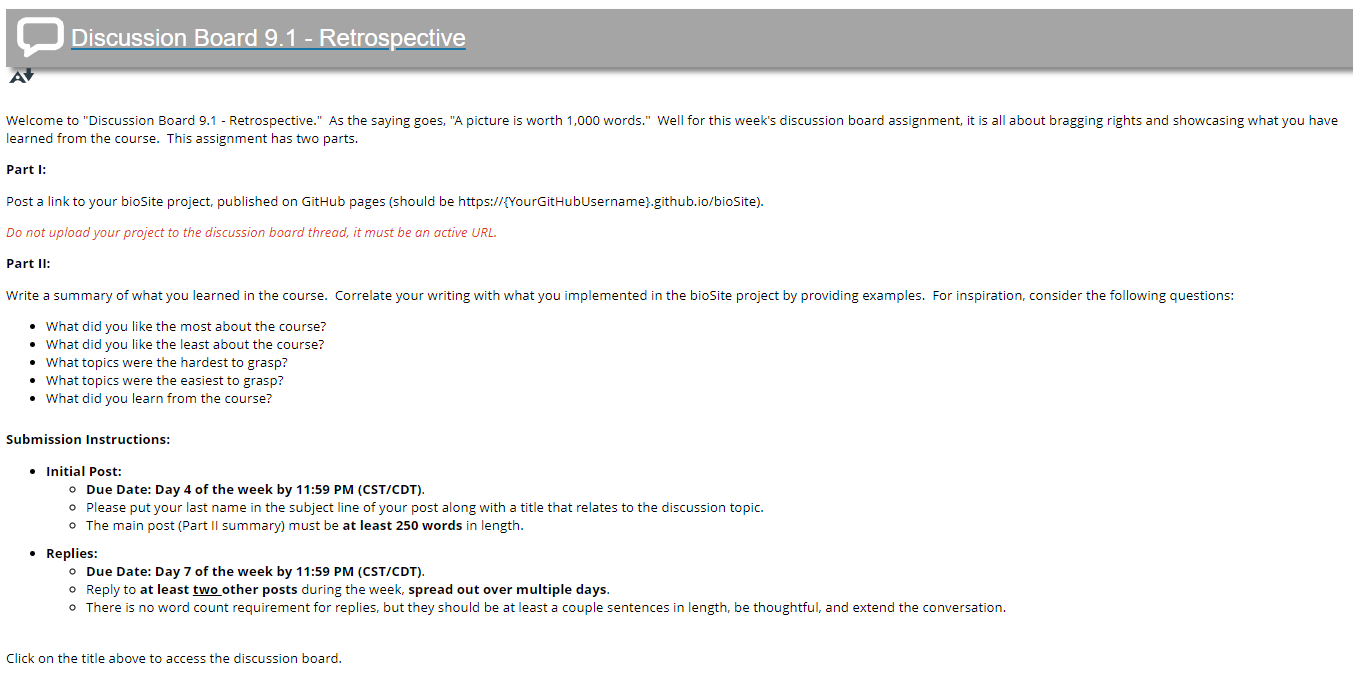 Discussion Board 9.1 - Retrospective
A
Welcome to "Discussion Board 9.1 - Retrospective."  As the saying goes, "A picture is worth 1,000 words."  Well for this week's discussion board assignment, it is all about bragging rights and showcasing what you have
learned from the course.  This assignment has two parts.
Part I:
Post a link to your bioSite project, published on GitHub pages (should be https://{YourGitHubUsername}.github.io/bioSite).
Do not upload your project to the discussion board thread, it must be an active URL.
Part II:
Write a summary of what you learned in the course.  Correlate your writing with what you implemented in the bioSite project by providing examples.  For inspiration, consider the following questions:
• What did you like the most about the course?
• What did you like the least about the course?
• What topics were the hardest to grasp?
• What topics were the easiest to grasp?
• What did you learn from the course?
Submission Instructions:
• Initial Post:
○ Due Date: Day 4 of the week by 11:59 PM (CST/CDT).
○ Please put your last name in the subject line of your post along with a title that relates to the discussion topic.
○ The main post (Part II summary) must be at least 250 words in length.
• Replies:
○ Due Date: Day 7 of the week by 11:59 PM (CST/CDT).
○ Reply to at least two other posts during the week, spread out over multiple days.
○ There is no word count requirement for replies, but they should be at least a couple sentences in length, be thoughtful, and extend the conversation.
Click on the title above to access the discussion board.